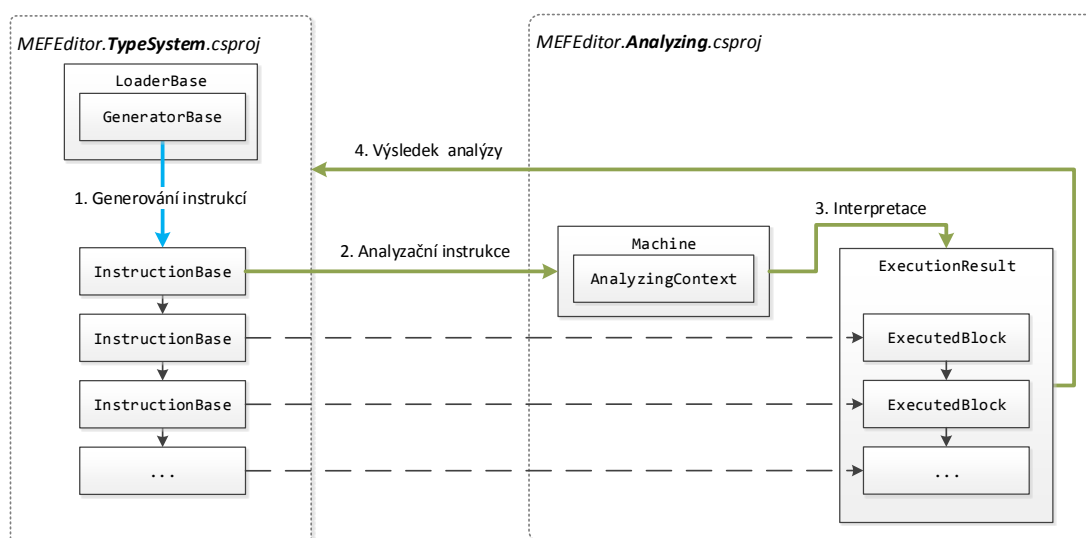 MEFEditor.TypeSystem.csproj
LoaderBase
GeneratorBase
1. Generování instrukcí
InstructionBase
InstructionBase
InstructionBase
...
MEFEditor.Analyzing.csproj
4. Výsledek analýzy
2. Analyzační instrukce
Machine
AnalyzingContext
3. Interpretace
ExecutionResult
ExecutedBlock
ExecutedBlock
...